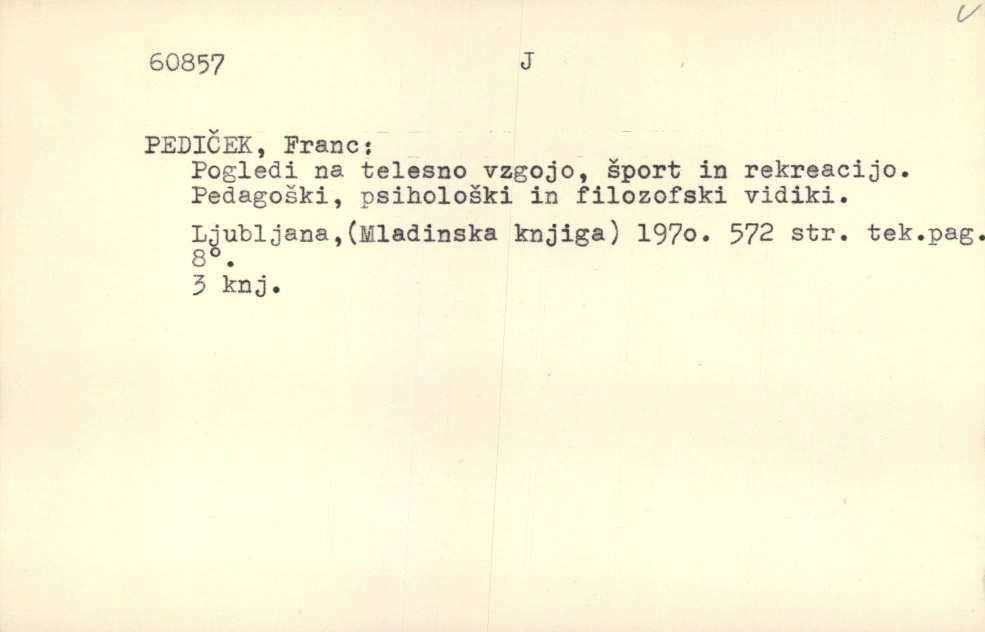 60857 J
PEDIČEK, Franc:
Pogledi na telesno vzgojo, šport in rekreacijo.
Pedagoški, psihološki in filozofski vidiki.
Ljubljana,(Mladinska knjiga) 197o. 572 str. tek.pag.
8°.
3 knj.